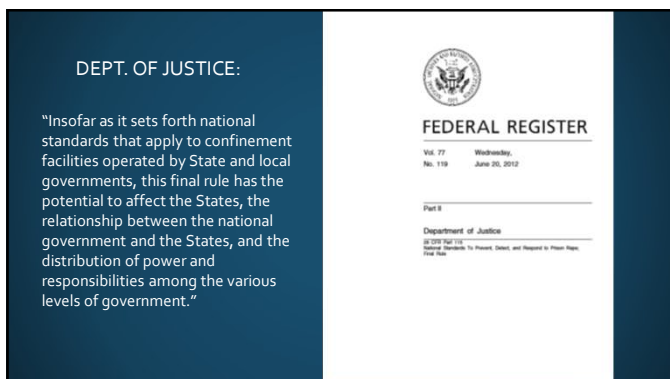 DEPT. OF JUSTICE:
“Insofar as it sets forth national
standards that apply to confinement
facilities operated by State and local
governments, this final rule has the
potential to affect the States, the
relationship between the national
government and the States, and the
distribution of power and
responsibilities among the various
levels of government.”
FEDERAL REGISTER
Vol. 77 Wednesday,
No. 119 June 20, 2012
Part II
Department of Justice
28 CFR Part 115
National Standards To Prevent, Detect, and Respond to Prison Rape;
Final Rule